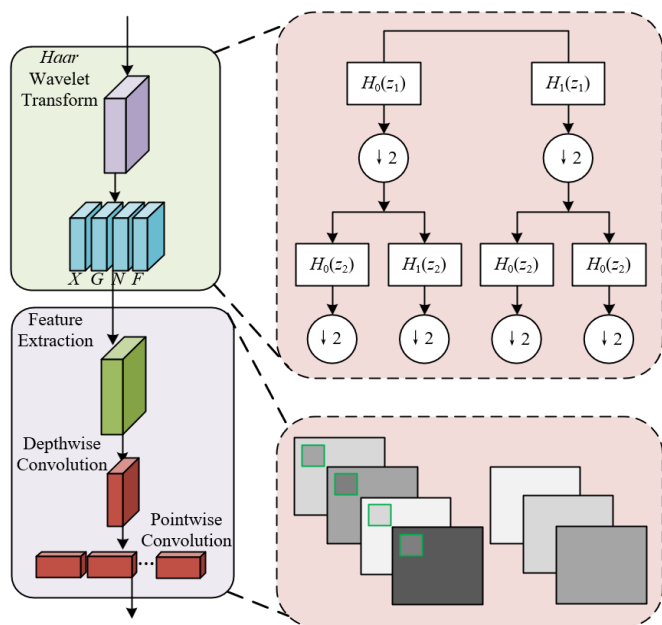 Haar
Wavelet
Transform
X G N F
Feature
Extraction
Depthwise
Convolution
Pointwise
Convolution
...
H₀(z₁) H₁(z₁)
↓ 2 ↓ 2
H₀(z₂) H₁(z₂) H₀(z₂) H₀(z₂)
↓ 2 ↓ 2 ↓ 2 ↓ 2